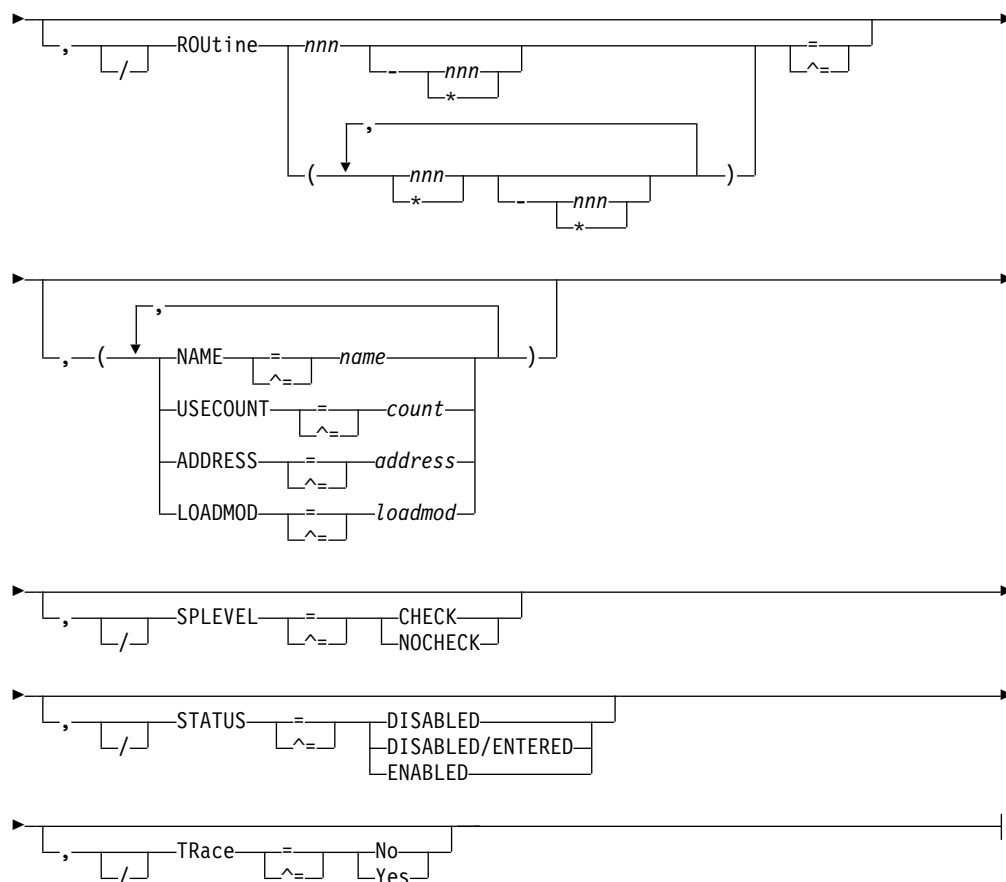 , / ROUtine nnn = 
- nnn ^=
*
,
( nnn )
* - nnn
*
,
, ( NAME = name )
^=
USECOUNT = count
^=
ADDRESS = address
^=
LOADMOD = loadmod
^=
, / SPLEVEL = CHECK
^= NOCHECK
, / STATUS = DISABLED
^= DISABLED/ENTERED
ENABLED
, / TRace = No
^= Yes